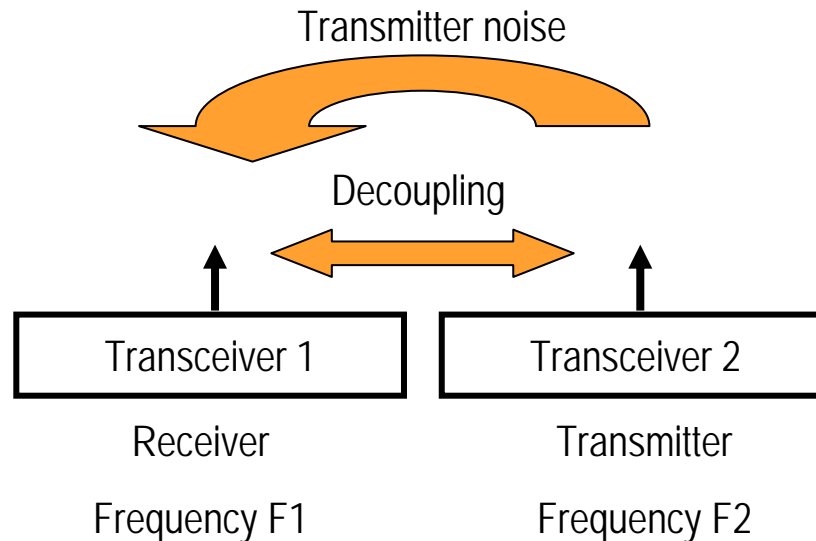 Transmitter noise
Decoupling
Transceiver 1
Transceiver 2
Receiver
Transmitter
Frequency F1
Frequency F2